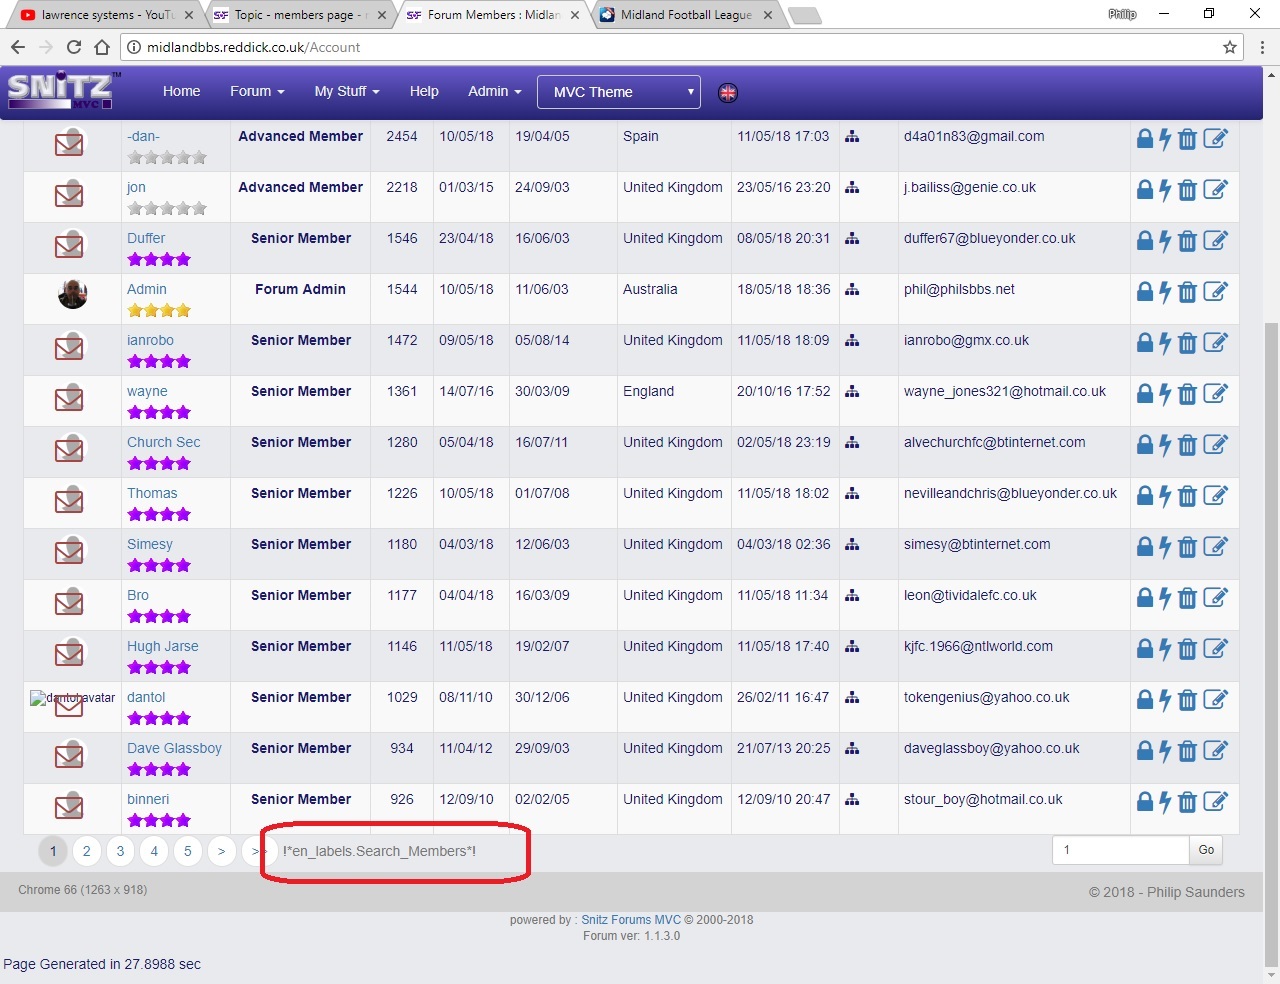 lawrence systems - YouTu
Topic - members page -
Forum Members : Midlan
Midland Football League
Philip
midlandbbs.reddick.co.uk/Account
SNiTZ™ MVC
Home Forum My Stuff Help Admin MVC Theme
-dan- Advanced Member 2454 10/05/18 19/04/05 Spain 11/05/18 17:03 d4a01n83@gmail.com
jon Advanced Member 2218 01/03/15 24/09/03 United Kingdom 23/05/16 23:20 j.bailiss@genie.co.uk
Duffer Senior Member 1546 23/04/18 16/06/03 United Kingdom 08/05/18 20:31 duffer67@blueyonder.co.uk
Admin Forum Admin 1544 10/05/18 11/06/03 Australia 18/05/18 18:36 phil@philsbbs.net
ianrobo Senior Member 1472 09/05/18 05/08/14 United Kingdom 11/05/18 18:09 ianrobo@gmx.co.uk
wayne Senior Member 1361 14/07/16 30/03/09 England 20/10/16 17:52 wayne_jones321@hotmail.co.uk
Church Sec Senior Member 1280 05/04/18 16/07/11 United Kingdom 02/05/18 23:19 alvechurchfc@btinternet.com
Thomas Senior Member 1226 10/05/18 01/07/08 United Kingdom 11/05/18 18:02 nevilleandchris@blueyonder.co.uk
Simesy Senior Member 1180 04/03/18 12/06/03 United Kingdom 04/03/18 02:36 simesy@btinternet.com
Bro Senior Member 1177 04/04/18 16/03/09 United Kingdom 11/05/18 11:34 leon@tividalefc.co.uk
Hugh Jarse Senior Member 1146 11/05/18 19/02/07 United Kingdom 11/05/18 17:40 kjfc.1966@ntlworld.com
dantol avatar dantol Senior Member 1029 08/11/10 30/12/06 United Kingdom 26/02/11 16:47 tokengenius@yahoo.co.uk
Dave Glassboy Senior Member 934 11/04/12 29/09/03 United Kingdom 21/07/13 20:25 daveglassboy@yahoo.co.uk
binneri Senior Member 926 12/09/10 02/02/05 United Kingdom 12/09/10 20:47 stour_boy@hotmail.co.uk
1 2 3 4 5 > >> !*en_labels.Search_Members*! 1 Go
Chrome 66 (1263 x 918) © 2018 - Philip Saunders
powered by : Snitz Forums MVC © 2000-2018
Forum ver: 1.1.3.0
Page Generated in 27.8988 sec